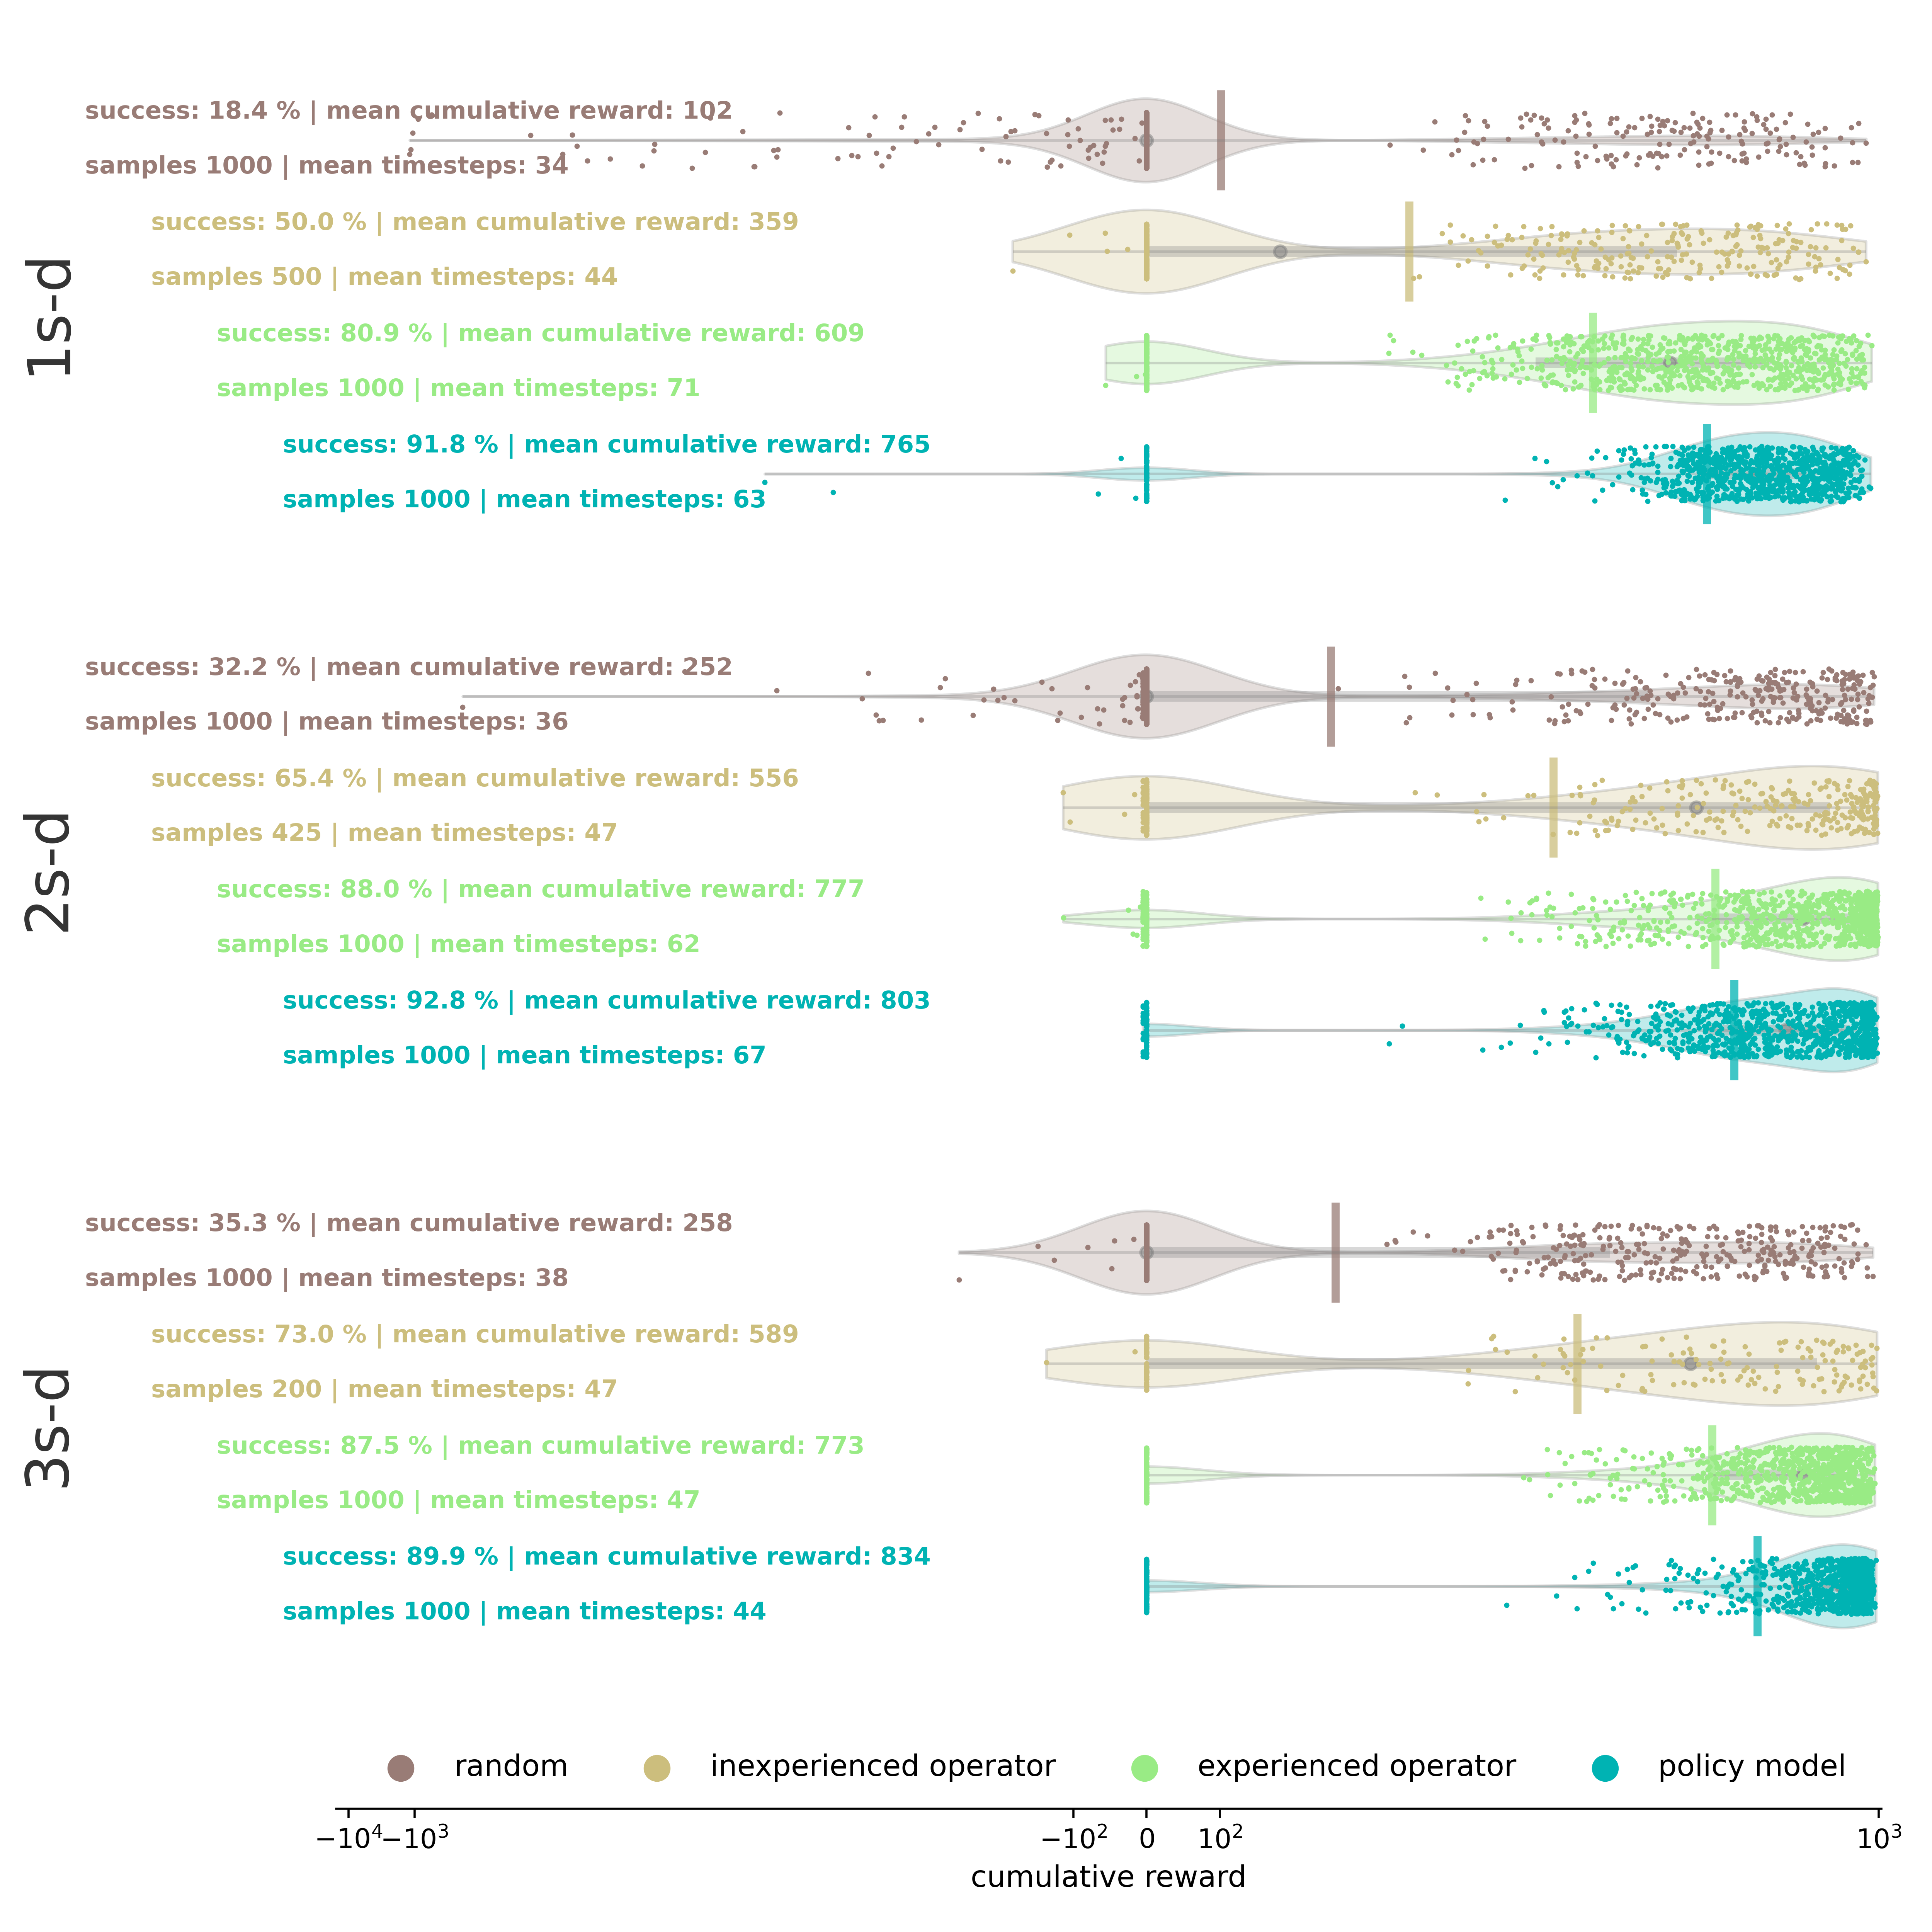 1s-d
success: 18.4 % | mean cumulative reward: 102
samples 1000 | mean timesteps: 34
success: 50.0 % | mean cumulative reward: 359
samples 500 | mean timesteps: 44
success: 80.9 % | mean cumulative reward: 609
samples 1000 | mean timesteps: 71
success: 91.8 % | mean cumulative reward: 765
samples 1000 | mean timesteps: 63
2s-d
success: 32.2 % | mean cumulative reward: 252
samples 1000 | mean timesteps: 36
success: 65.4 % | mean cumulative reward: 556
samples 425 | mean timesteps: 47
success: 88.0 % | mean cumulative reward: 777
samples 1000 | mean timesteps: 62
success: 92.8 % | mean cumulative reward: 803
samples 1000 | mean timesteps: 67
3s-d
success: 35.3 % | mean cumulative reward: 258
samples 1000 | mean timesteps: 38
success: 73.0 % | mean cumulative reward: 589
samples 200 | mean timesteps: 47
success: 87.5 % | mean cumulative reward: 773
samples 1000 | mean timesteps: 47
success: 89.9 % | mean cumulative reward: 834
samples 1000 | mean timesteps: 44
random inexperienced operator experienced operator policy model
−10⁴ −10³ −10² 0 10² 10³
cumulative reward